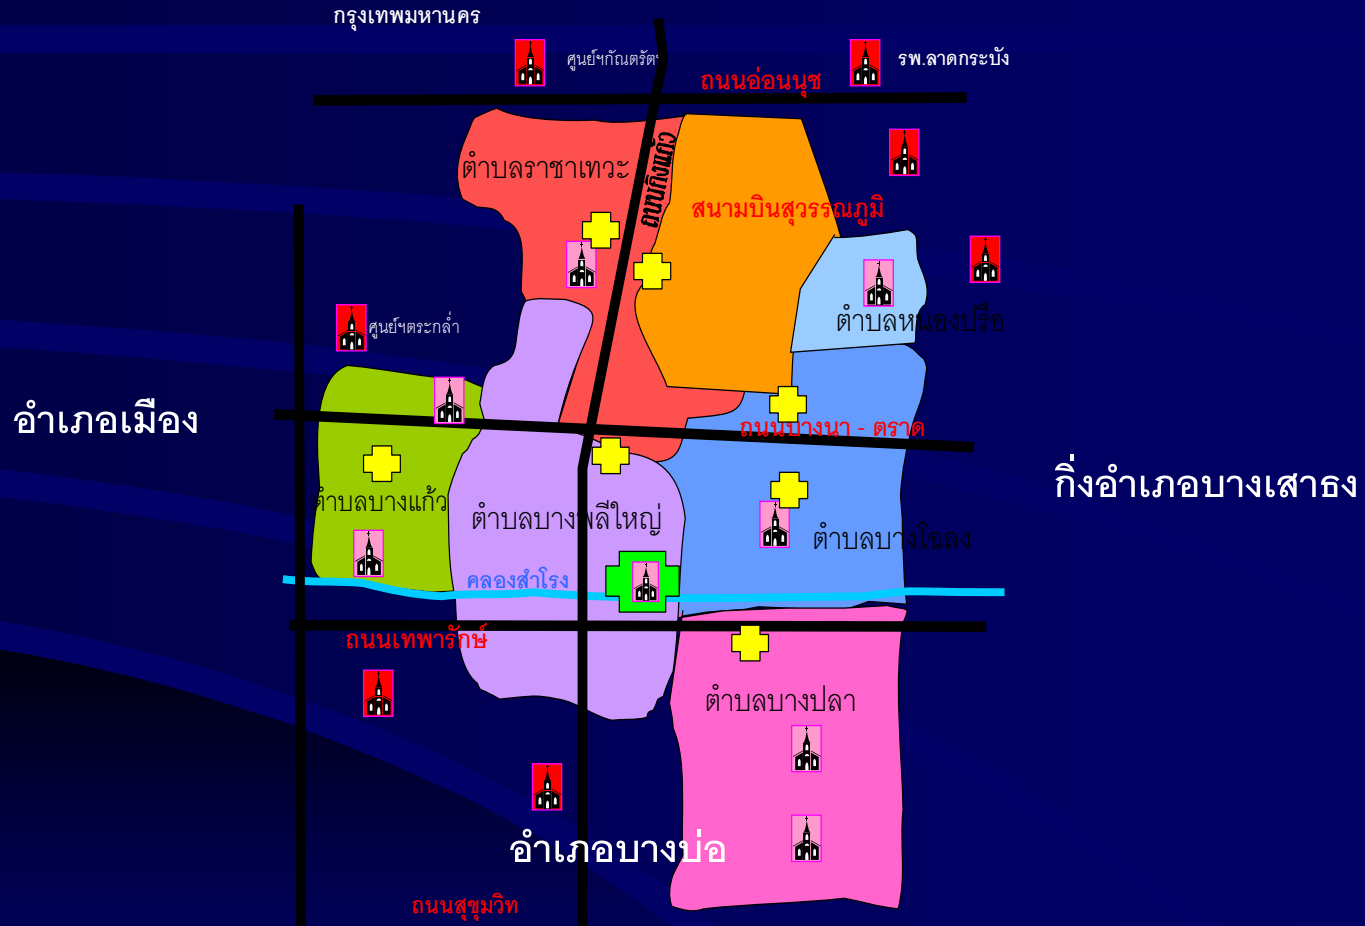 กรุงเทพมหานคร
ศูนย์ฯกัณตรัตน
รพ.ลาดกระบัง
ถนนอ่อนนุช
ตำบลราชาเทวะ
ถนนกิ่งแก้ว
สนามบินสุวรรณภูมิ
ตำบลหนองปรือ
ศูนย์ฯตระกล่ำ
อำเภอเมือง
ถนนบางนา - ตราด
กิ่งอำเภอบางเสาธง
ตำบลบางแก้ว
ตำบลบางพลีใหญ่
ตำบลบางโฉลง
คลองสำโรง
ถนนเทพารักษ์
ตำบลบางปลา
อำเภอบางบ่อ
ถนนสุขุมวิท